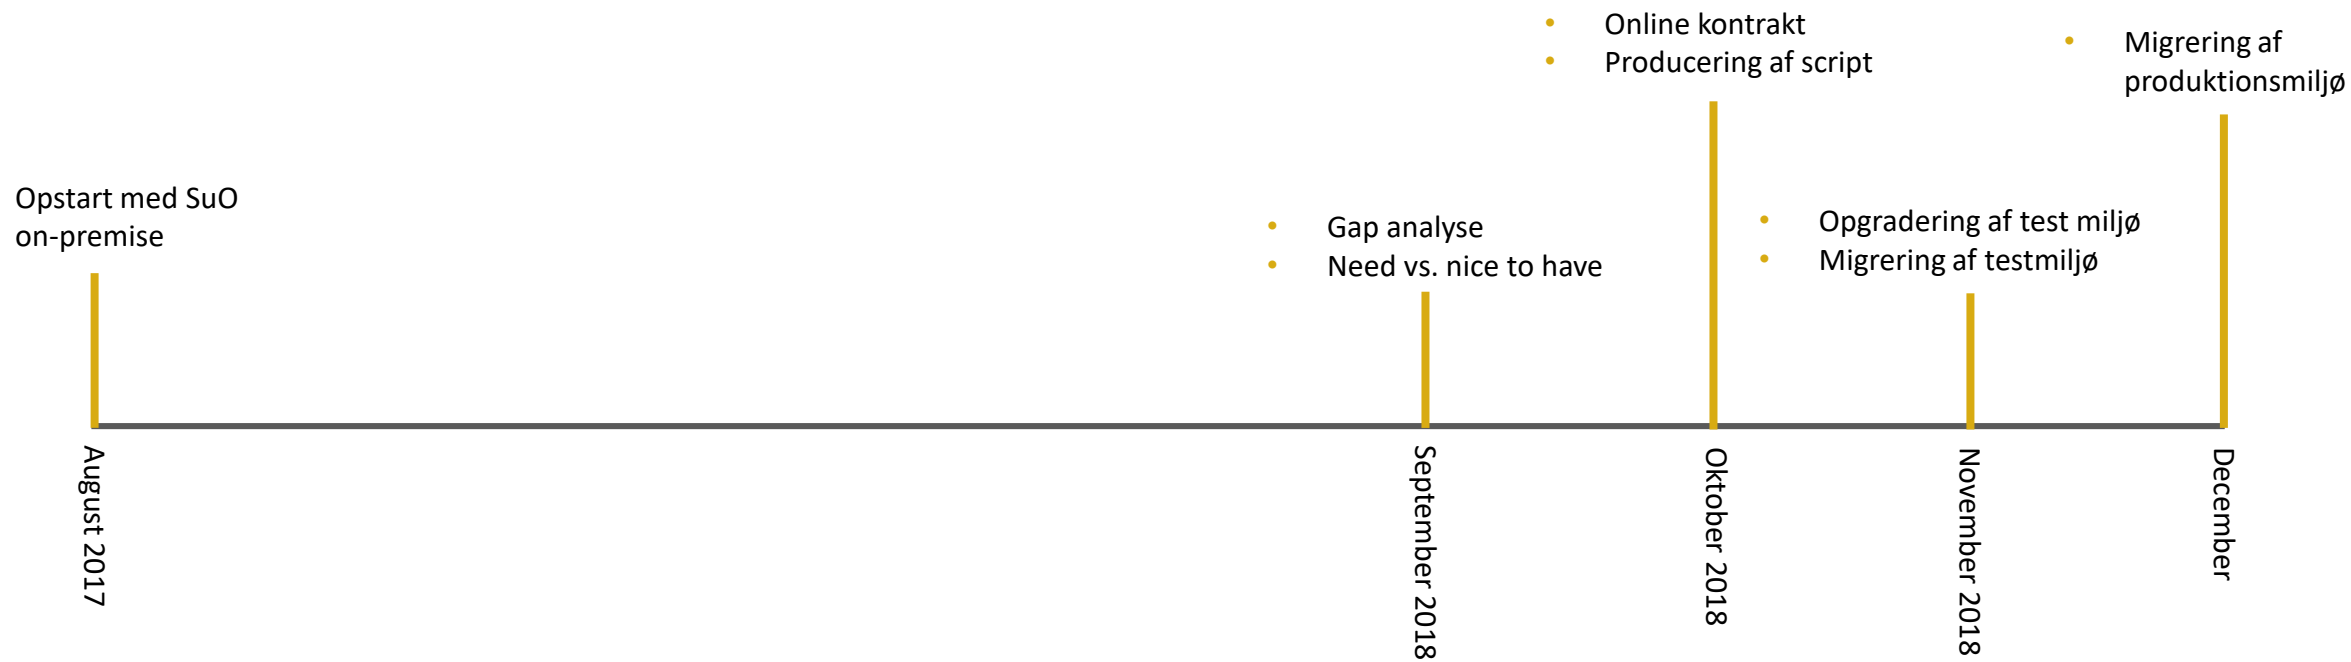 Opstart med SuO
on-premise
• Gap analyse
• Need vs. nice to have
• Online kontrakt
• Producering af script
• Opgradering af test miljø
• Migrering af testmiljø
• Migrering af
produktionsmiljø
August 2017
September 2018
Oktober 2018
November 2018
December